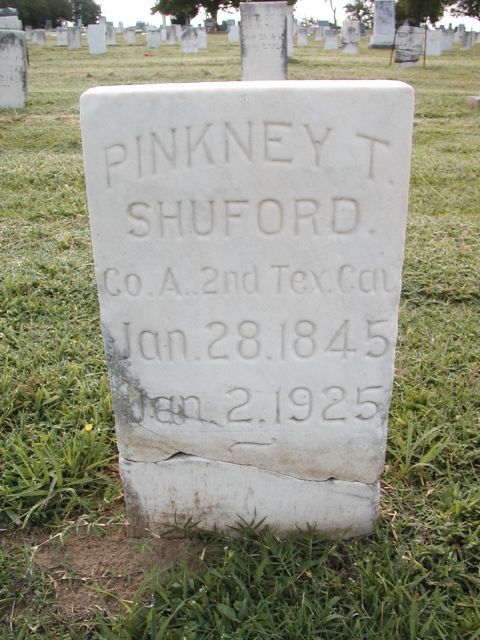 PINKNEY T.
SHUFORD.
Co. A., 2nd Tex. Cav
Jan. 28. 1845
Jan. 2. 1925